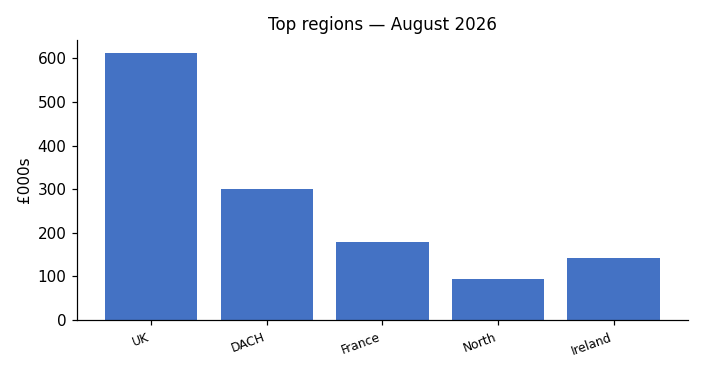 Top regions — August 2026
£000s
600
500
400
300
200
100
0
UK
DACH
France
North
Ireland